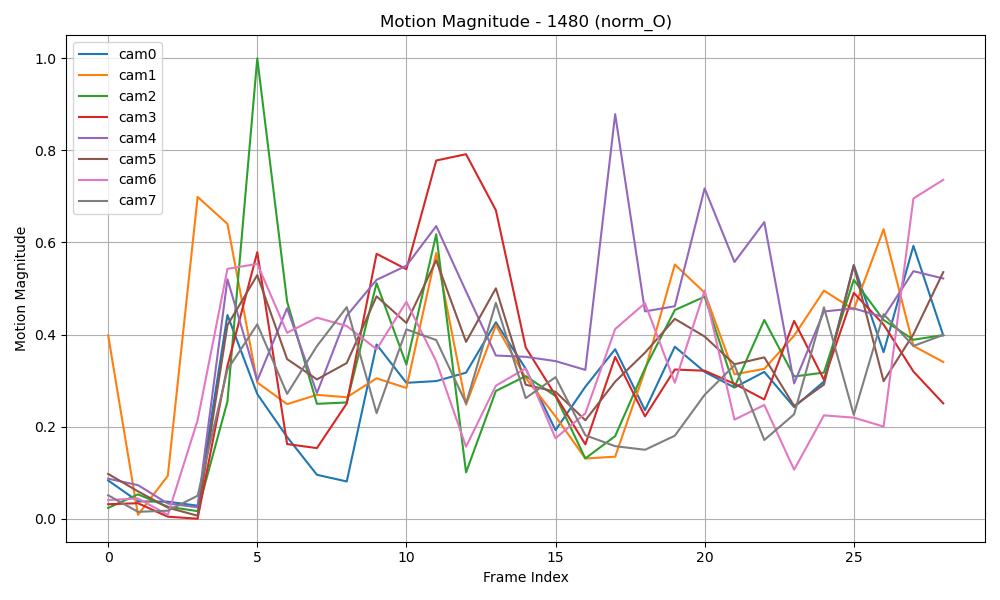 Motion Magnitude - 1480 (norm_O)
cam0
cam1
cam2
cam3
cam4
cam5
cam6
cam7
1.0
0.8
0.6
0.4
0.2
0.0
Motion Magnitude
0 5 10 15 20 25
Frame Index